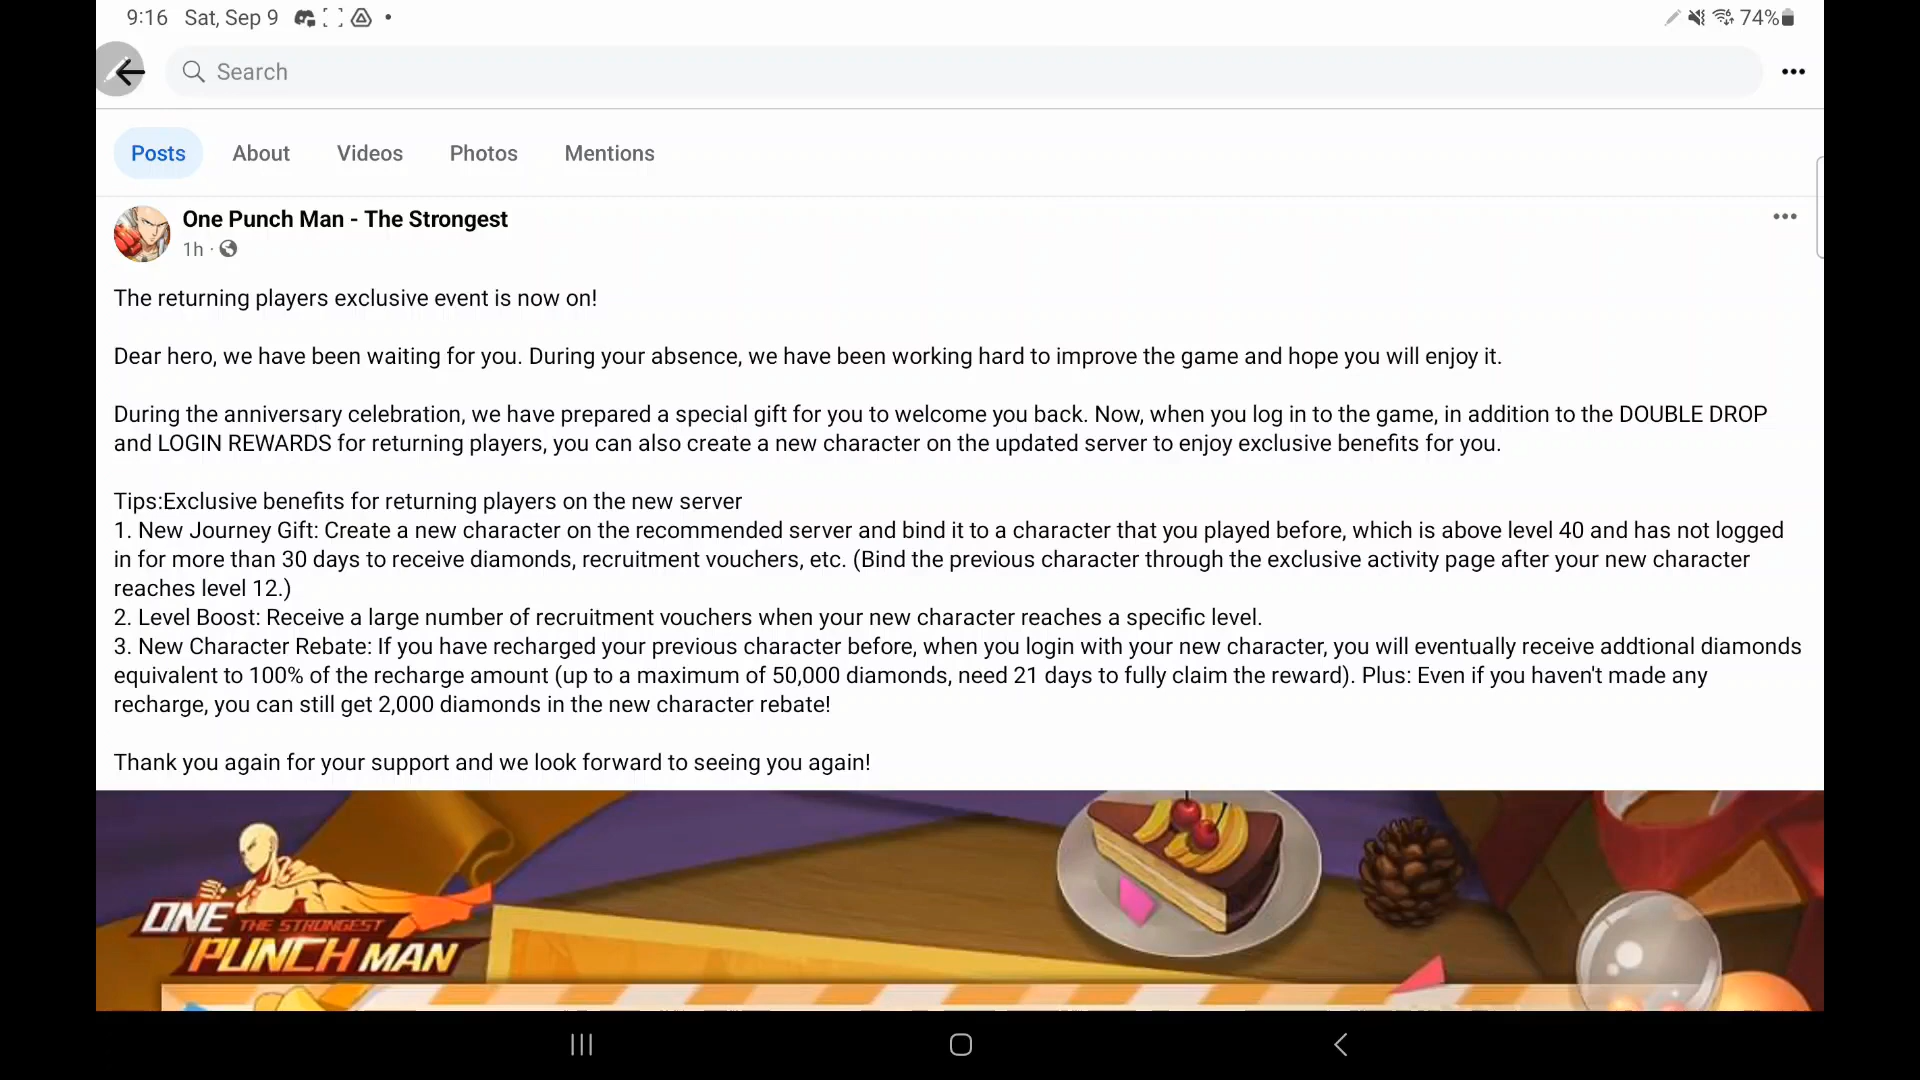 9:16 Sat, Sep 9 74%
Search
Posts About Videos Photos Mentions
One Punch Man - The Strongest
1h ·
The returning players exclusive event is now on!
Dear hero, we have been waiting for you. During your absence, we have been working hard to improve the game and hope you will enjoy it.
During the anniversary celebration, we have prepared a special gift for you to welcome you back. Now, when you log in to the game, in addition to the DOUBLE DROP
and LOGIN REWARDS for returning players, you can also create a new character on the updated server to enjoy exclusive benefits for you.
Tips:Exclusive benefits for returning players on the new server
1. New Journey Gift: Create a new character on the recommended server and bind it to a character that you played before, which is above level 40 and has not logged
in for more than 30 days to receive diamonds, recruitment vouchers, etc. (Bind the previous character through the exclusive activity page after your new character
reaches level 12.)
2. Level Boost: Receive a large number of recruitment vouchers when your new character reaches a specific level.
3. New Character Rebate: If you have recharged your previous character before, when you login with your new character, you will eventually receive addtional diamonds
equivalent to 100% of the recharge amount (up to a maximum of 50,000 diamonds, need 21 days to fully claim the reward). Plus: Even if you haven't made any
recharge, you can still get 2,000 diamonds in the new character rebate!
Thank you again for your support and we look forward to seeing you again!
ONE THE STRONGEST
PUNCH MAN